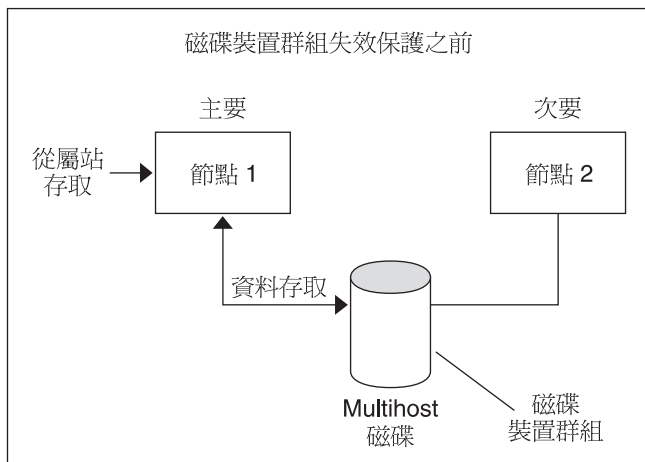 磁碟裝置群組失效保護之前
主要
次要
從屬站
存取
節點 1
節點 2
資料存取
Multihost
磁碟
磁碟
裝置群組